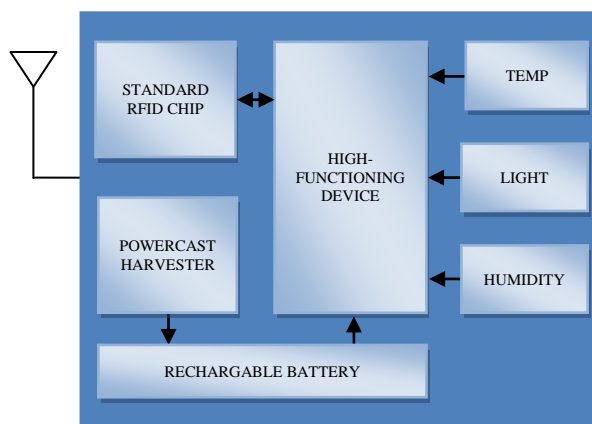 STANDARD
RFID CHIP
HIGH-
FUNCTIONING
DEVICE
TEMP
LIGHT
HUMIDITY
POWERCAST
HARVESTER
RECHARGABLE BATTERY